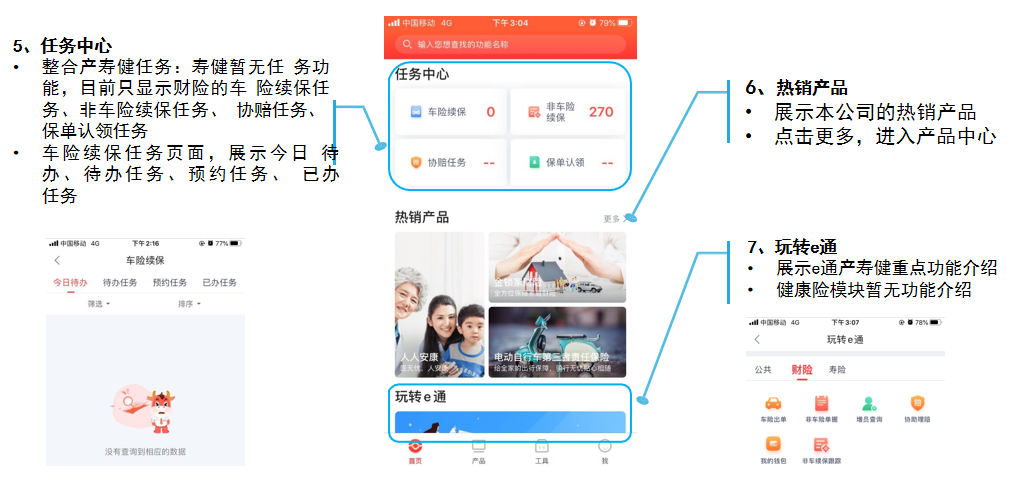 5、任务中心
• 整合产寿健任务：寿健暂无任 务功
能，目前只显示财险的车 险续保任
务、非车险续保任务、 协赔任务、
保单认领任务
• 车险续保任务页面，展示今日 待
办、待办任务、预约任务、 已办
任务
中国移动 4G 下午2:16 77%
车险续保
今日待办 待办任务 预约任务 已办任务
筛选 排序
没有查询到相应的数据
中国移动 4G 下午3:04 79%
输入您想查找的功能名称
任务中心
车险续保 0
非车险
续保 270
协赔任务 --
保单认领 --
热销产品 更多
人人安康
医无忧、人安康
全方位保障家庭财产
电动自行车第三者责任保险
给全家的出行保障，骑行无忧贴心相随
玩转e通
首页 产品 工具 我
6、热销产品
• 展示本公司的热销产品
• 点击更多，进入产品中心
7、玩转e通
• 展示e通产寿健重点功能介绍
• 健康险模块暂无功能介绍
中国移动 4G 下午3:07 78%
玩转e通
公共 财险 寿险
车险出单 非车险单据 增员查询 协助理赔
我的钱包 非车续保跟踪